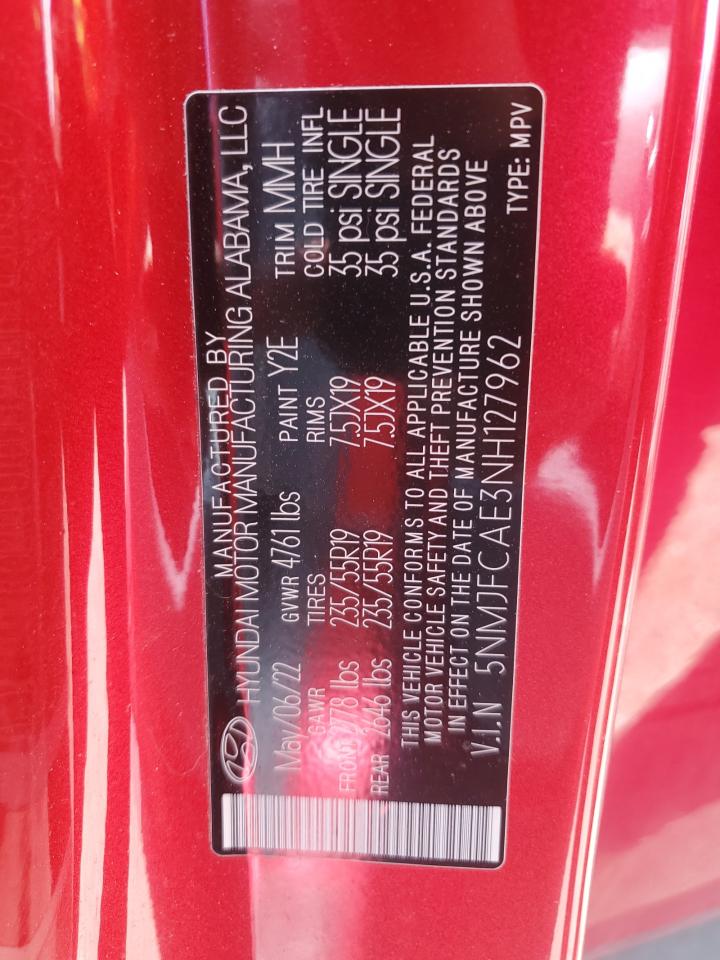 MANUFACTURED BY
HYUNDAI MOTOR MANUFACTURING ALABAMA, LLC
May/06/22 GVWR 4761 lbs PAINT Y2E TRIM MMH
GAWR TIRES RIMS COLD TIRE INFL
FRONT 2778 lbs 235/55R19 7.5JX19 35 psi SINGLE
REAR 2646 lbs 235/55R19 7.5JX19 35 psi SINGLE
THIS VEHICLE CONFORMS TO ALL APPLICABLE U.S.A. FEDERAL
MOTOR VEHICLE SAFETY AND THEFT PREVENTION STANDARDS
IN EFFECT ON THE DATE OF MANUFACTURE SHOWN ABOVE
V.I.N 5NMJFCAE3NH127962 TYPE: MPV